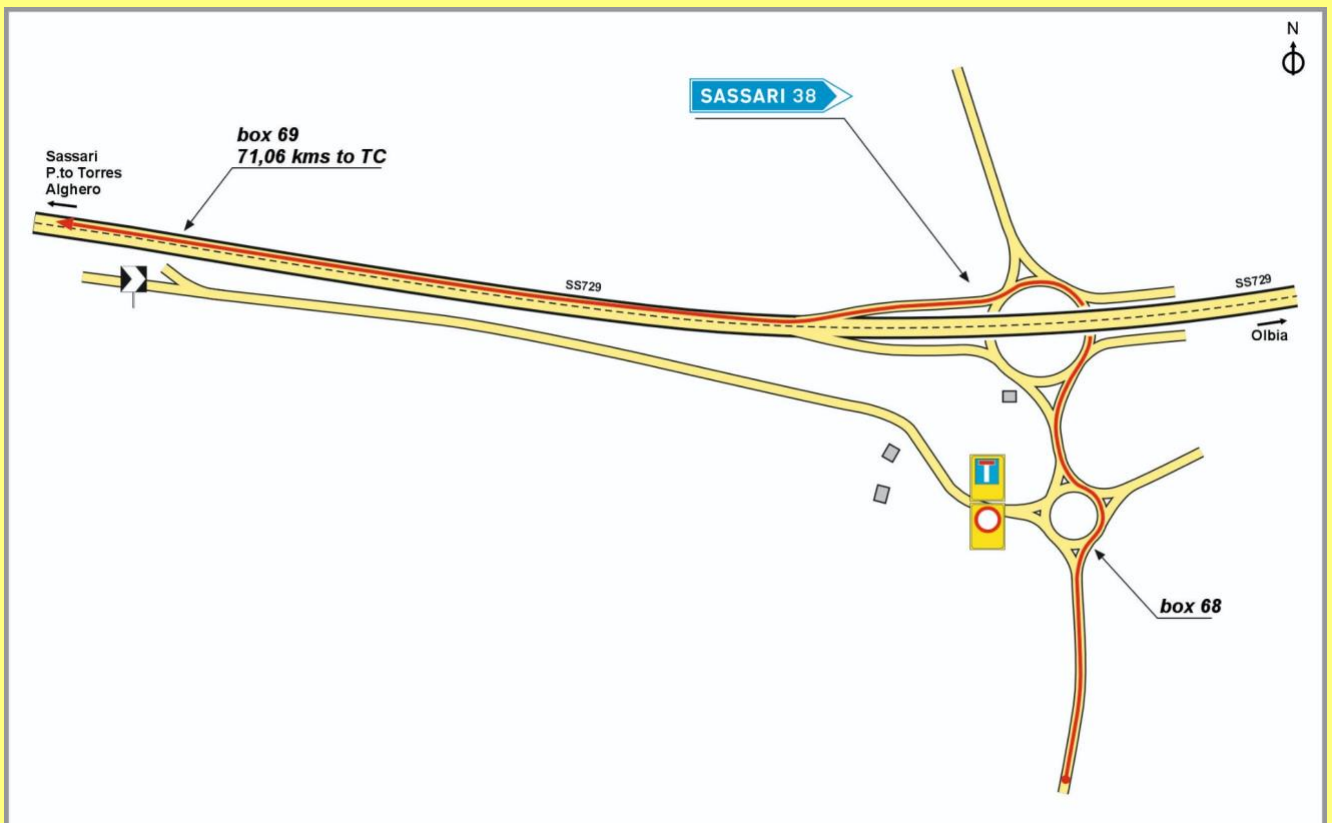 N
SASSARI 38
box 69
71,06 kms to TC
Sassari
P.to Torres
Alghero
SS729
SS729
Olbia
box 68